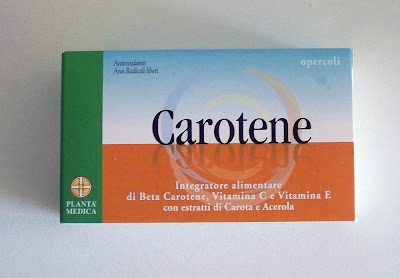 Antiossidante
Anti Radicali liberi
opercoli
Carotene
Integratore alimentare
di Beta Carotene, Vitamina C e Vitamina E
con estratti di Carota e Acerola
PLANTA
MEDICA